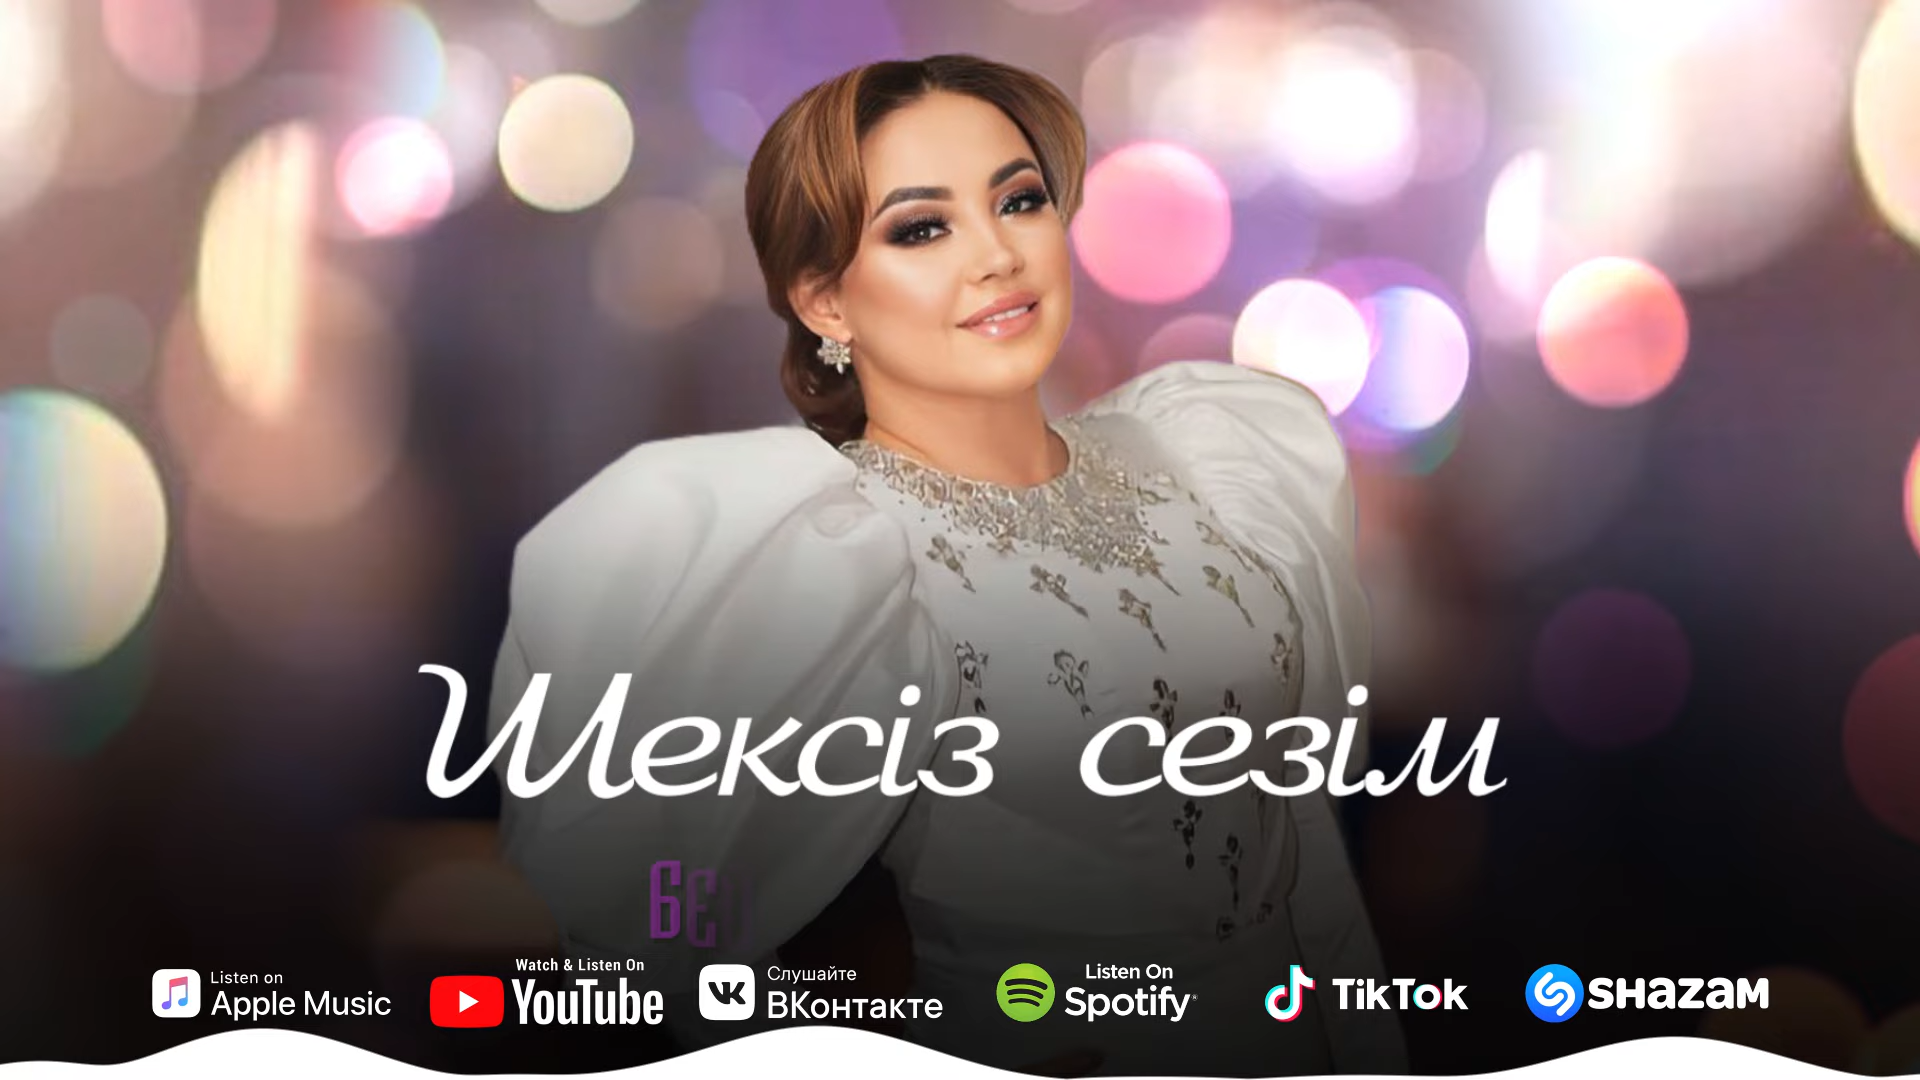 Шексіз сезім
Listen on
Apple Music
Watch & Listen On
YouTube
Слушайте
ВКонтакте
Listen On
Spotify
TikTok
SHAZAM